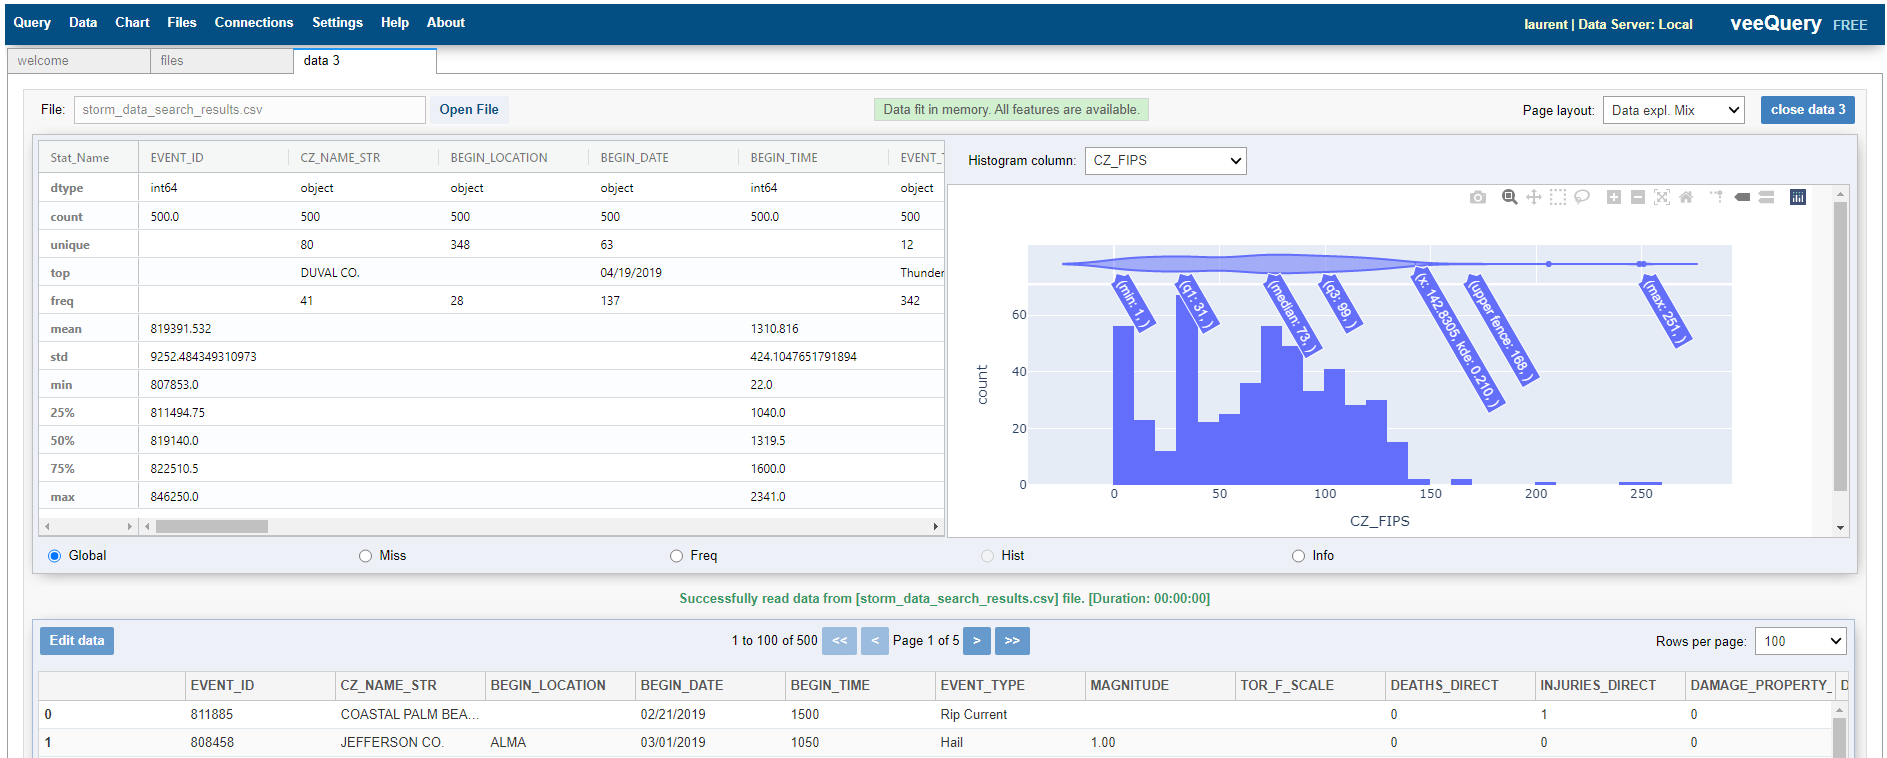 Query Data Chart Files Connections Settings Help About laurent | Data Server: Local veeQuery FREE
welcome files data 3
File: storm_data_search_results.csv Open File Data fit in memory. All features are available. Page layout: Data expl. Mix close data 3
Stat_Name EVENT_ID CZ_NAME_STR BEGIN_LOCATION BEGIN_DATE BEGIN_TIME EVENT_T
dtype int64 object object object int64 object
count 500.0 500 500 500 500.0 500
unique 80 348 63 12
top DUVAL CO. 04/19/2019 Thunder
freq 41 28 137 342
mean 819391.532 1310.816
std 9252.484349310973 424.1047651791894
min 807853.0 22.0
25% 811494.75 1040.0
50% 819140.0 1319.5
75% 822510.5 1600.0
max 846250.0 2341.0
Histogram column: CZ_FIPS
(min: 1, )
(q1: 31, )
(median: 73, )
(q3: 99, )
(x: 142.8305, kde: 0.210, )
(upper fence: 168, )
(max: 251, )
60
40
20
0
count
0 50 100 150 200 250
CZ_FIPS
Global Miss Freq Hist Info
Successfully read data from [storm_data_search_results.csv] file. [Duration: 00:00:00]
Edit data 1 to 100 of 500 << < Page 1 of 5 > >> Rows per page: 100
EVENT_ID CZ_NAME_STR BEGIN_LOCATION BEGIN_DATE BEGIN_TIME EVENT_TYPE MAGNITUDE TOR_F_SCALE DEATHS_DIRECT INJURIES_DIRECT DAMAGE_PROPERTY_ D
0 811885 COASTAL PALM BEA... 02/21/2019 1500 Rip Current 0 1 0
1 808458 JEFFERSON CO. ALMA 03/01/2019 1050 Hail 1.00 0 0 0